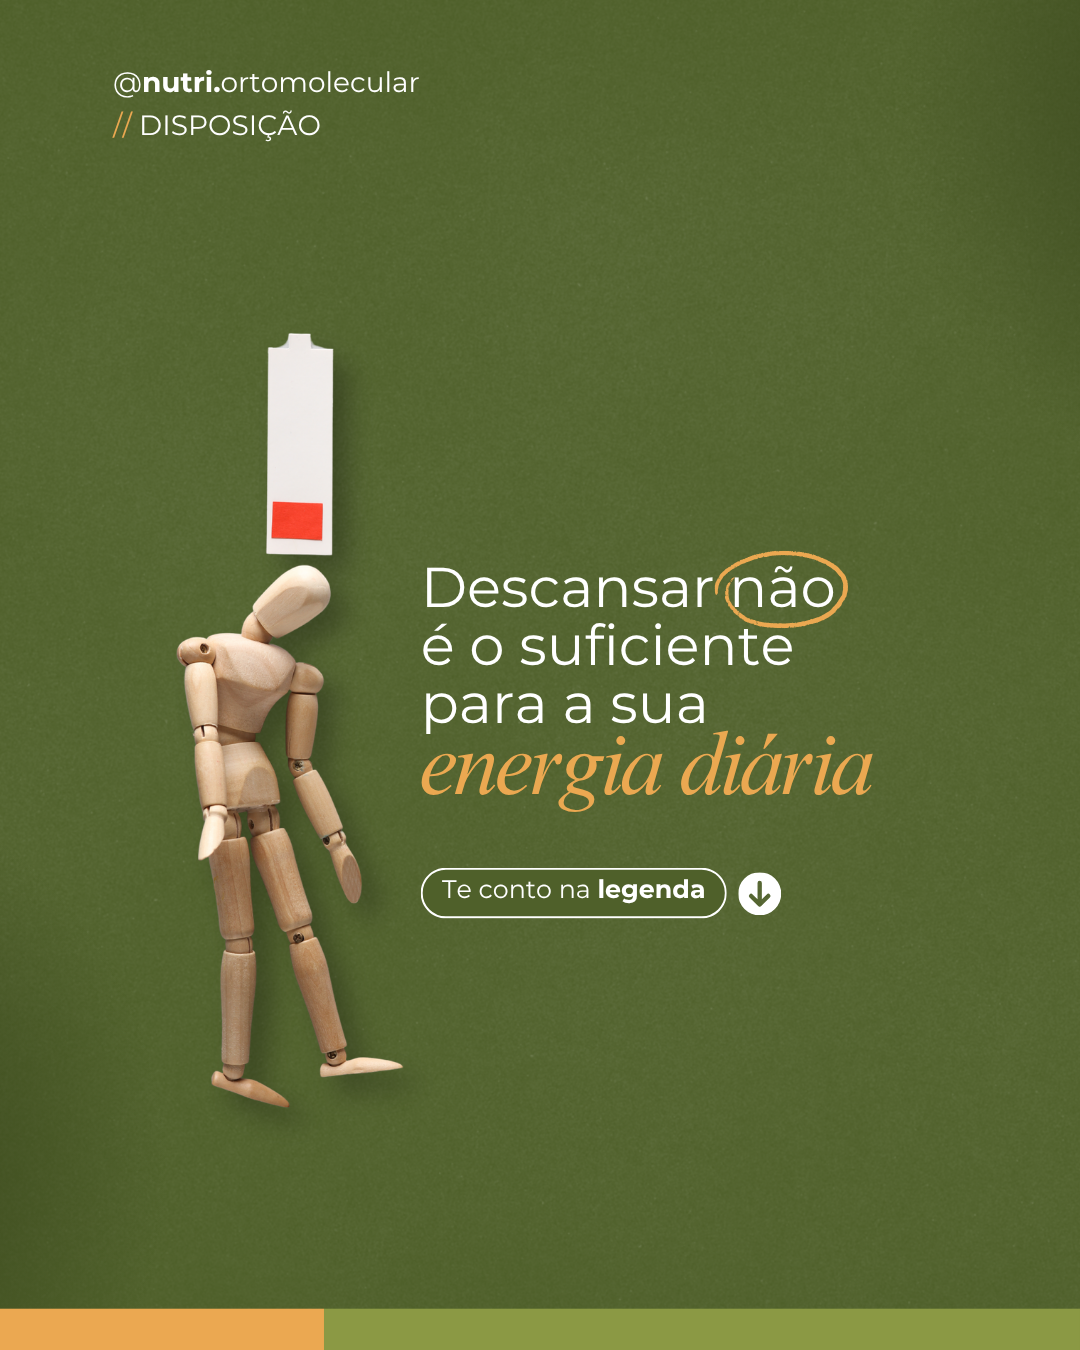 @nutri.ortomolecular
// DISPOSIÇÃO
Descansar não
é o suficiente
para a sua
energia diária
Te conto na legenda